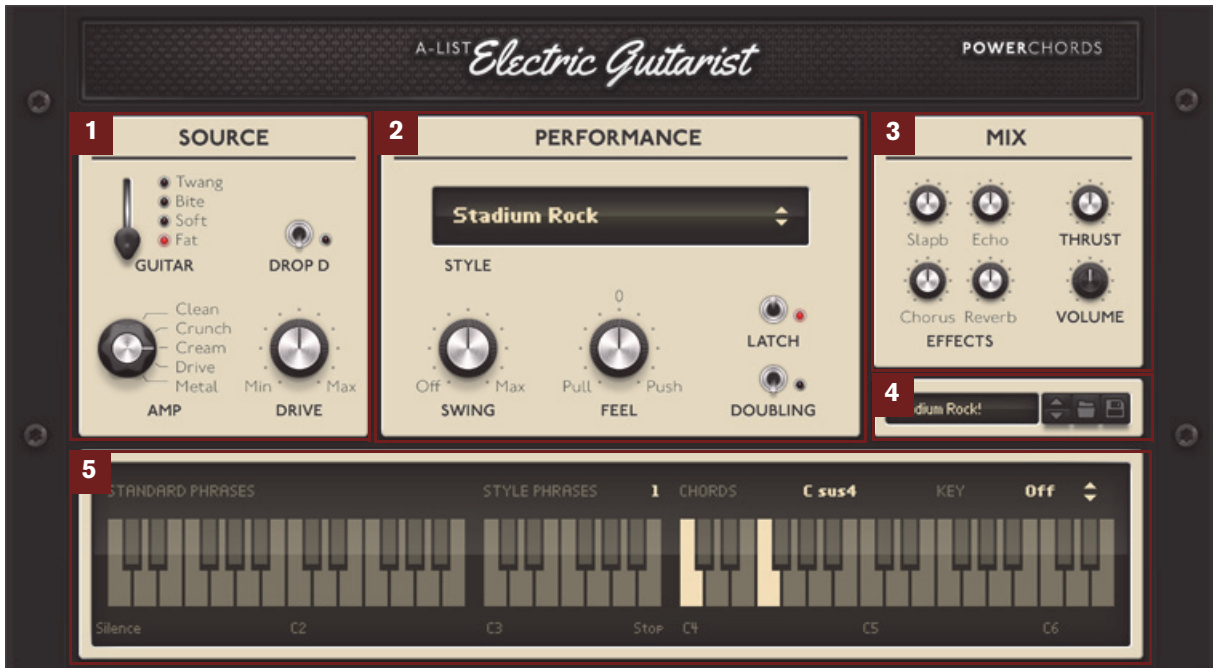 A-LIST Electric Guitarist
POWERCHORDS
1
SOURCE
Twang
Bite
Soft
Fat
GUITAR
DROP D
Clean
Crunch
Cream
Drive
Metal
AMP
Min Max
DRIVE
2
PERFORMANCE
Stadium Rock
STYLE
Off Max
SWING
0
Pull Push
FEEL
LATCH
DOUBLING
3
MIX
Slapb Echo
THRUST
Chorus Reverb
EFFECTS
VOLUME
4
dium Rock!
5
STANDARD PHRASES
STYLE PHRASES 1
CHORDS C sus4
KEY Off
Silence C2 C3 Stop C4 C5 C6